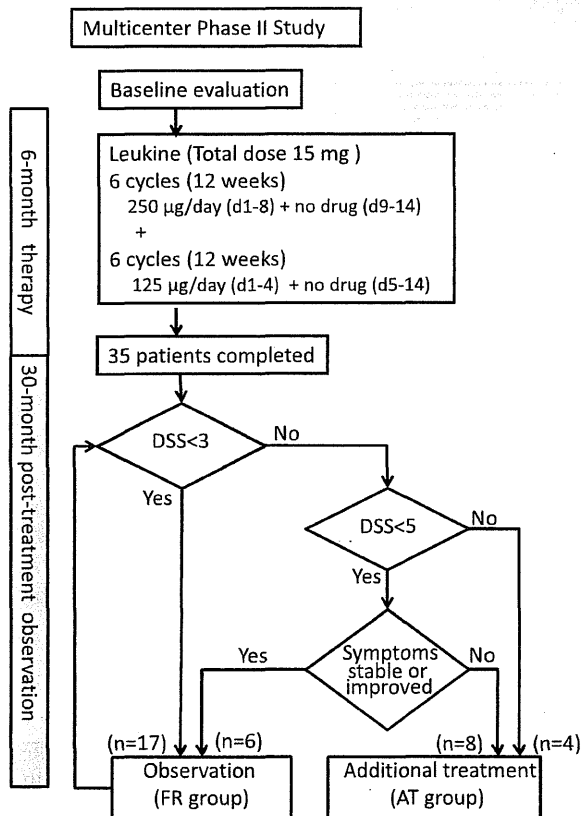 Multicenter Phase II Study
Baseline evaluation
6-month therapy
Leukine (Total dose 15 mg )
6 cycles (12 weeks)
250 µg/day (d1-8) + no drug (d9-14)
+
6 cycles (12 weeks)
125 µg/day (d1-4) + no drug (d5-14)
35 patients completed
30-month post-treatment observation
DSS<3
No
Yes
DSS<5
No
Yes
Symptoms
stable or
improved
Yes
No
(n=17)
(n=6)
(n=8)
(n=4)
Observation
(FR group)
Additional treatment
(AT group)